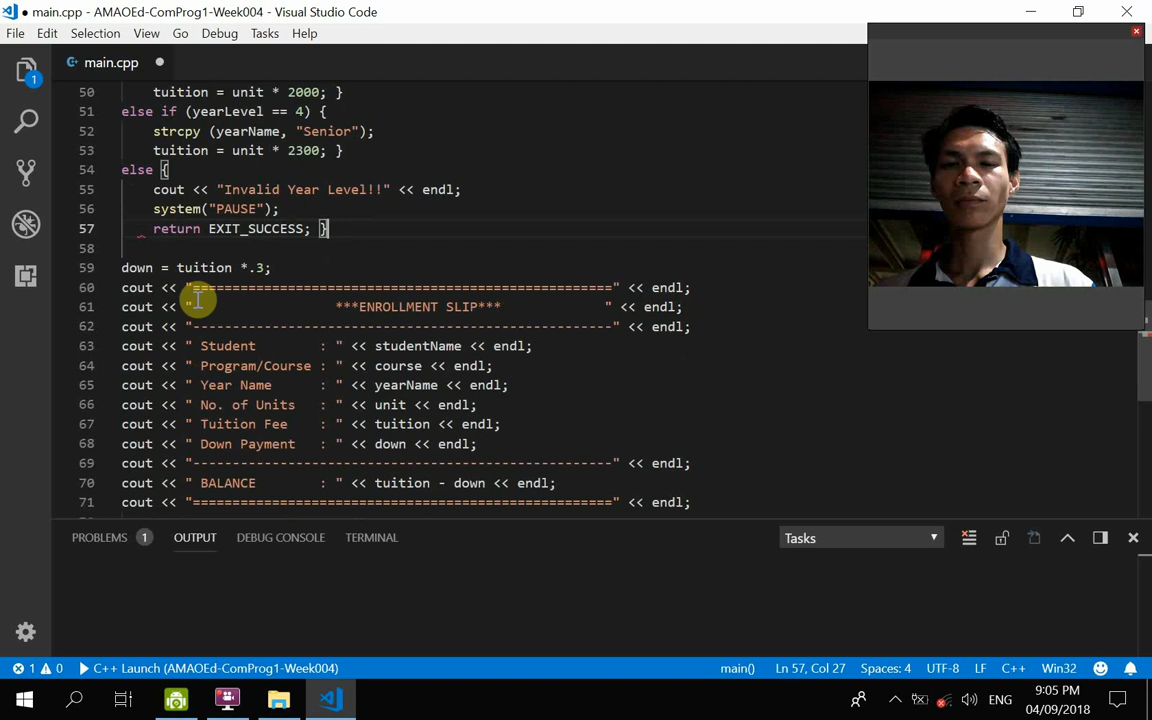 ● main.cpp - AMAOEd-ComProg1-Week004 - Visual Studio Code
File Edit Selection View Go Debug Tasks Help
main.cpp ●
50 tuition = unit * 2000; }
51 else if (yearLevel == 4) {
52 strcpy (yearName, "Senior");
53 tuition = unit * 2300; }
54 else {
55 cout << "Invalid Year Level!!" << endl;
56 system("PAUSE");
57 return EXIT_SUCCESS; }
58
59 down = tuition *.3;
60 cout << "=====================================================" << endl;
61 cout << "                  ***ENROLLMENT SLIP***             " << endl;
62 cout << "-----------------------------------------------------" << endl;
63 cout << " Student        : " << studentName << endl;
64 cout << " Program/Course : " << course << endl;
65 cout << " Year Name      : " << yearName << endl;
66 cout << " No. of Units   : " << unit << endl;
67 cout << " Tuition Fee    : " << tuition << endl;
68 cout << " Down Payment   : " << down << endl;
69 cout << "-----------------------------------------------------" << endl;
70 cout << " BALANCE        : " << tuition - down << endl;
71 cout << "=====================================================" << endl;
PROBLEMS 1 OUTPUT DEBUG CONSOLE TERMINAL Tasks
1 0 C++ Launch (AMAOEd-ComProg1-Week004) main() Ln 57, Col 27 Spaces: 4 UTF-8 LF C++ Win32
ENG
9:05 PM
04/09/2018